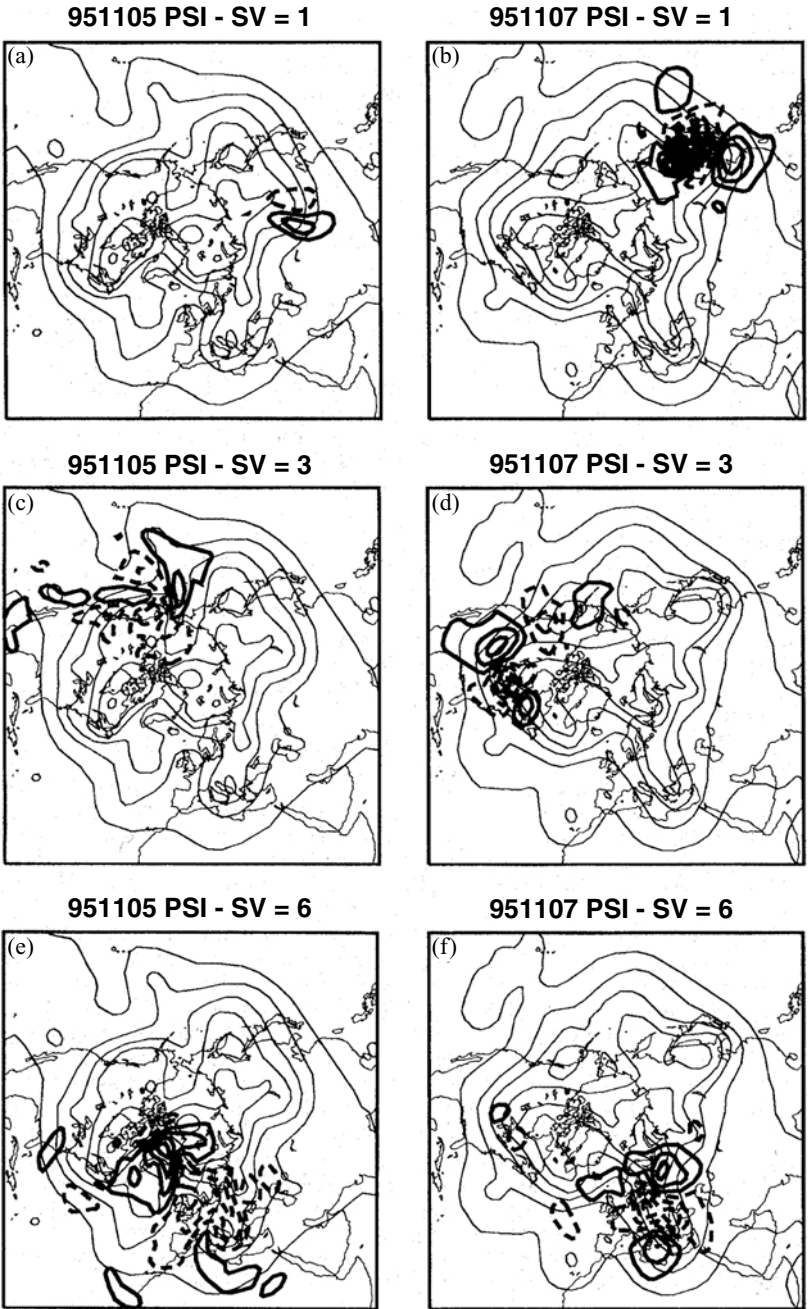 951105 PSI - SV = 1
951107 PSI - SV = 1
(a)
(b)
951105 PSI - SV = 3
951107 PSI - SV = 3
(c)
(d)
951105 PSI - SV = 6
951107 PSI - SV = 6
(e)
(f)